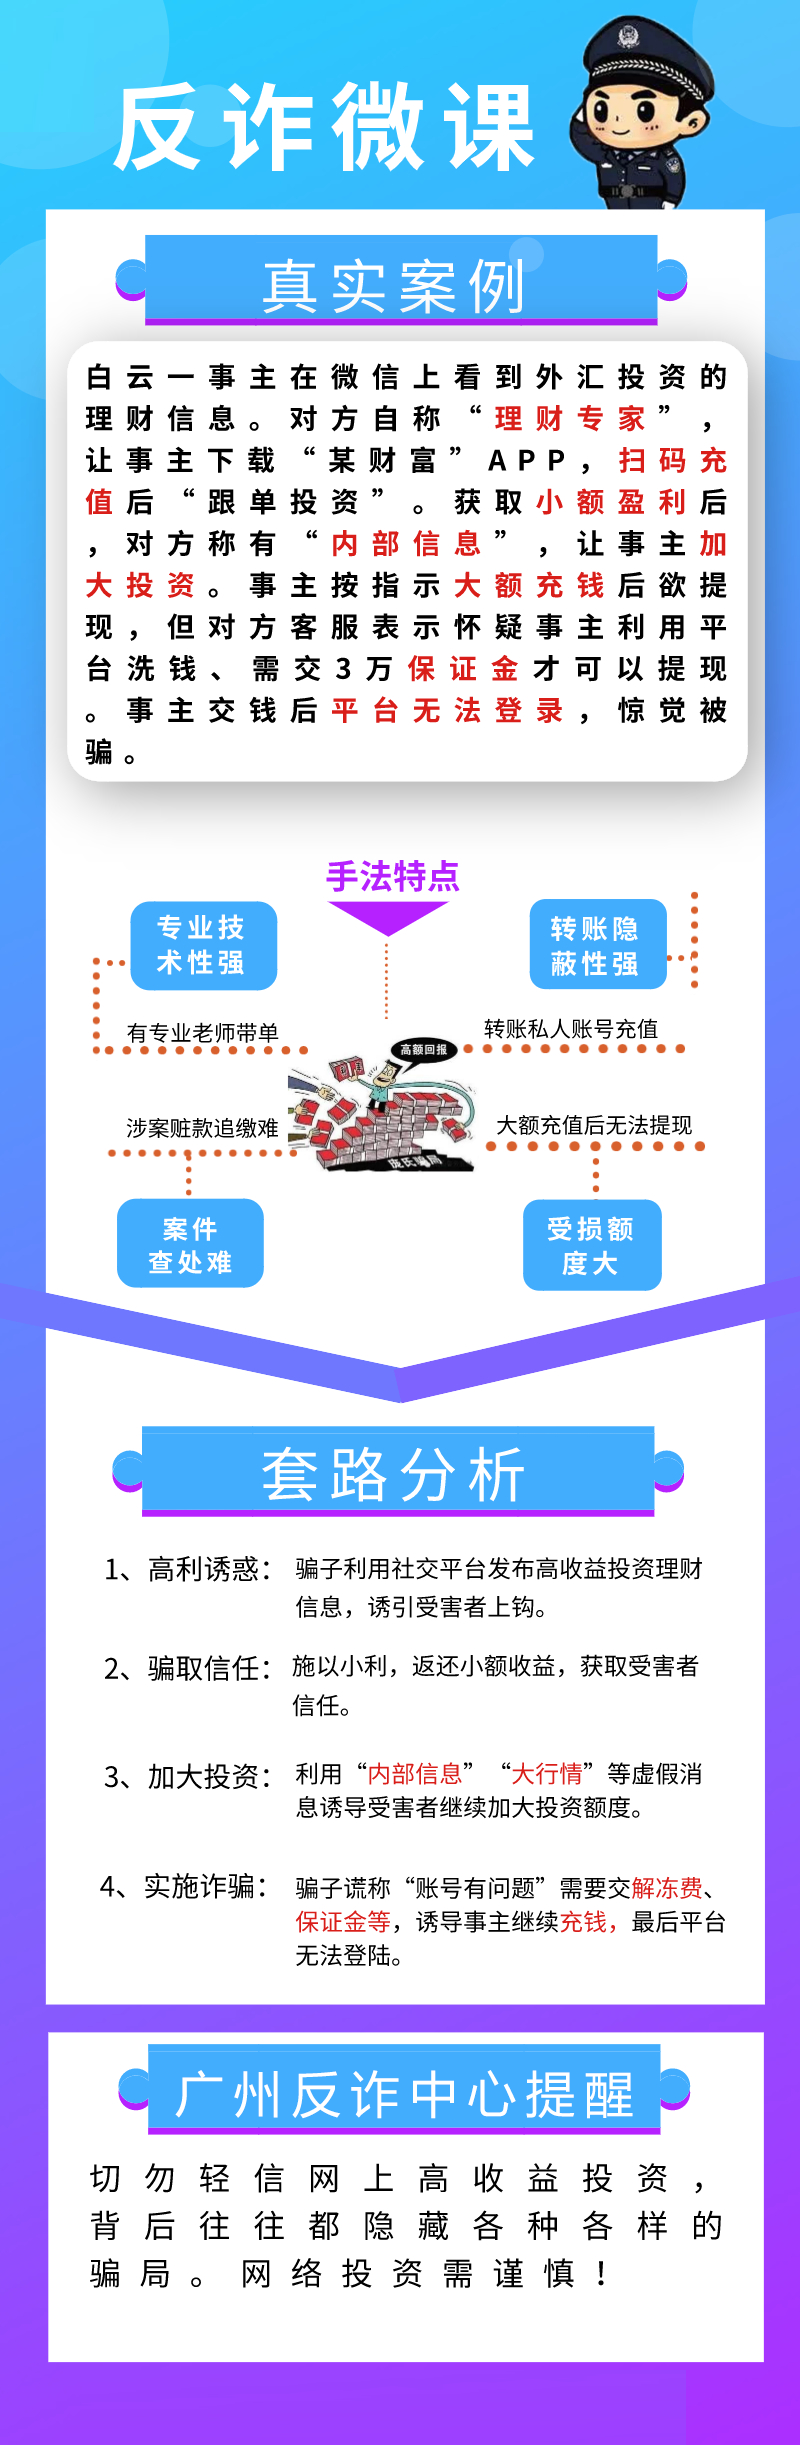 反诈微课
真实案例
白云一事主在微信上看到外汇投资的
理财信息。对方自称“理财专家”，
让事主下载“某财富”APP，扫码充
值后“跟单投资”。获取小额盈利后
，对方称有“内部信息”，让事主加
大投资。事主按指示大额充钱后欲提
现，但对方客服表示怀疑事主利用平
台洗钱、需交3万保证金才可以提现
。事主交钱后平台无法登录，惊觉被
骗。
手法特点
专业技
术性强
转账隐
蔽性强
有专业老师带单
转账私人账号充值
高额回报
涉案赃款追缴难
大额充值后无法提现
庞氏骗局
案件
查处难
受损额
度大
套路分析
1、高利诱惑：骗子利用社交平台发布高收益投资理财
信息，诱引受害者上钩。
2、骗取信任：施以小利，返还小额收益，获取受害者
信任。
3、加大投资：利用“内部信息”“大行情”等虚假消
息诱导受害者继续加大投资额度。
4、实施诈骗：骗子谎称“账号有问题”需要交解冻费、
保证金等，诱导事主继续充钱，最后平台
无法登陆。
广州反诈中心提醒
切勿轻信网上高收益投资，
背后往往都隐藏各种各样的
骗局。网络投资需谨慎！